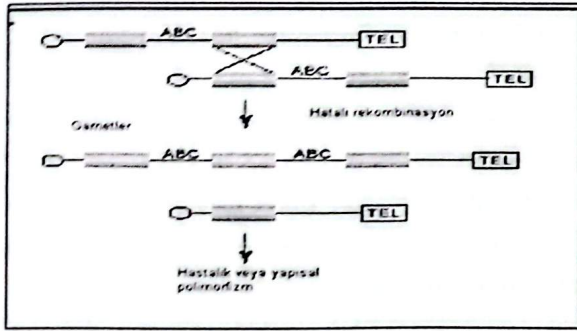 ABC
TEL
ABC
TEL
Gametler
Hatalı rekombinasyon
ABC ABC
TEL
TEL
Hastalık veya yapısal
polimorfizm